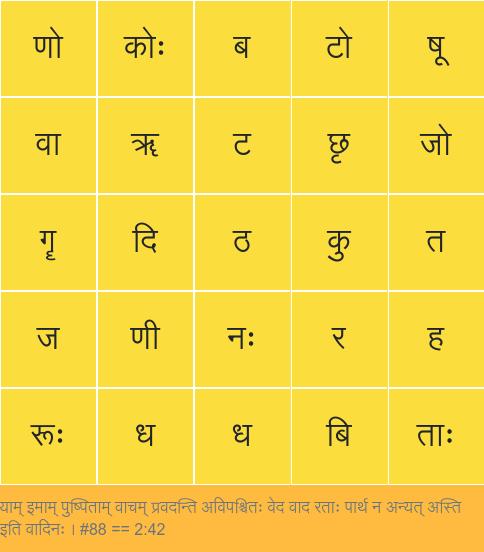 णो कोः ब टो षू
वा ॠ ट छृ जो
गॄ दि ठ कु त
ज णी नः र ह
रूः ध ध बि ताः
याम् इमाम् पुष्पिताम् वाचम् प्रवदन्ति अविपश्चितः वेद वाद रताः पार्थ न अन्यत् अस्ति
इति वादिनः । #88 == 2:42